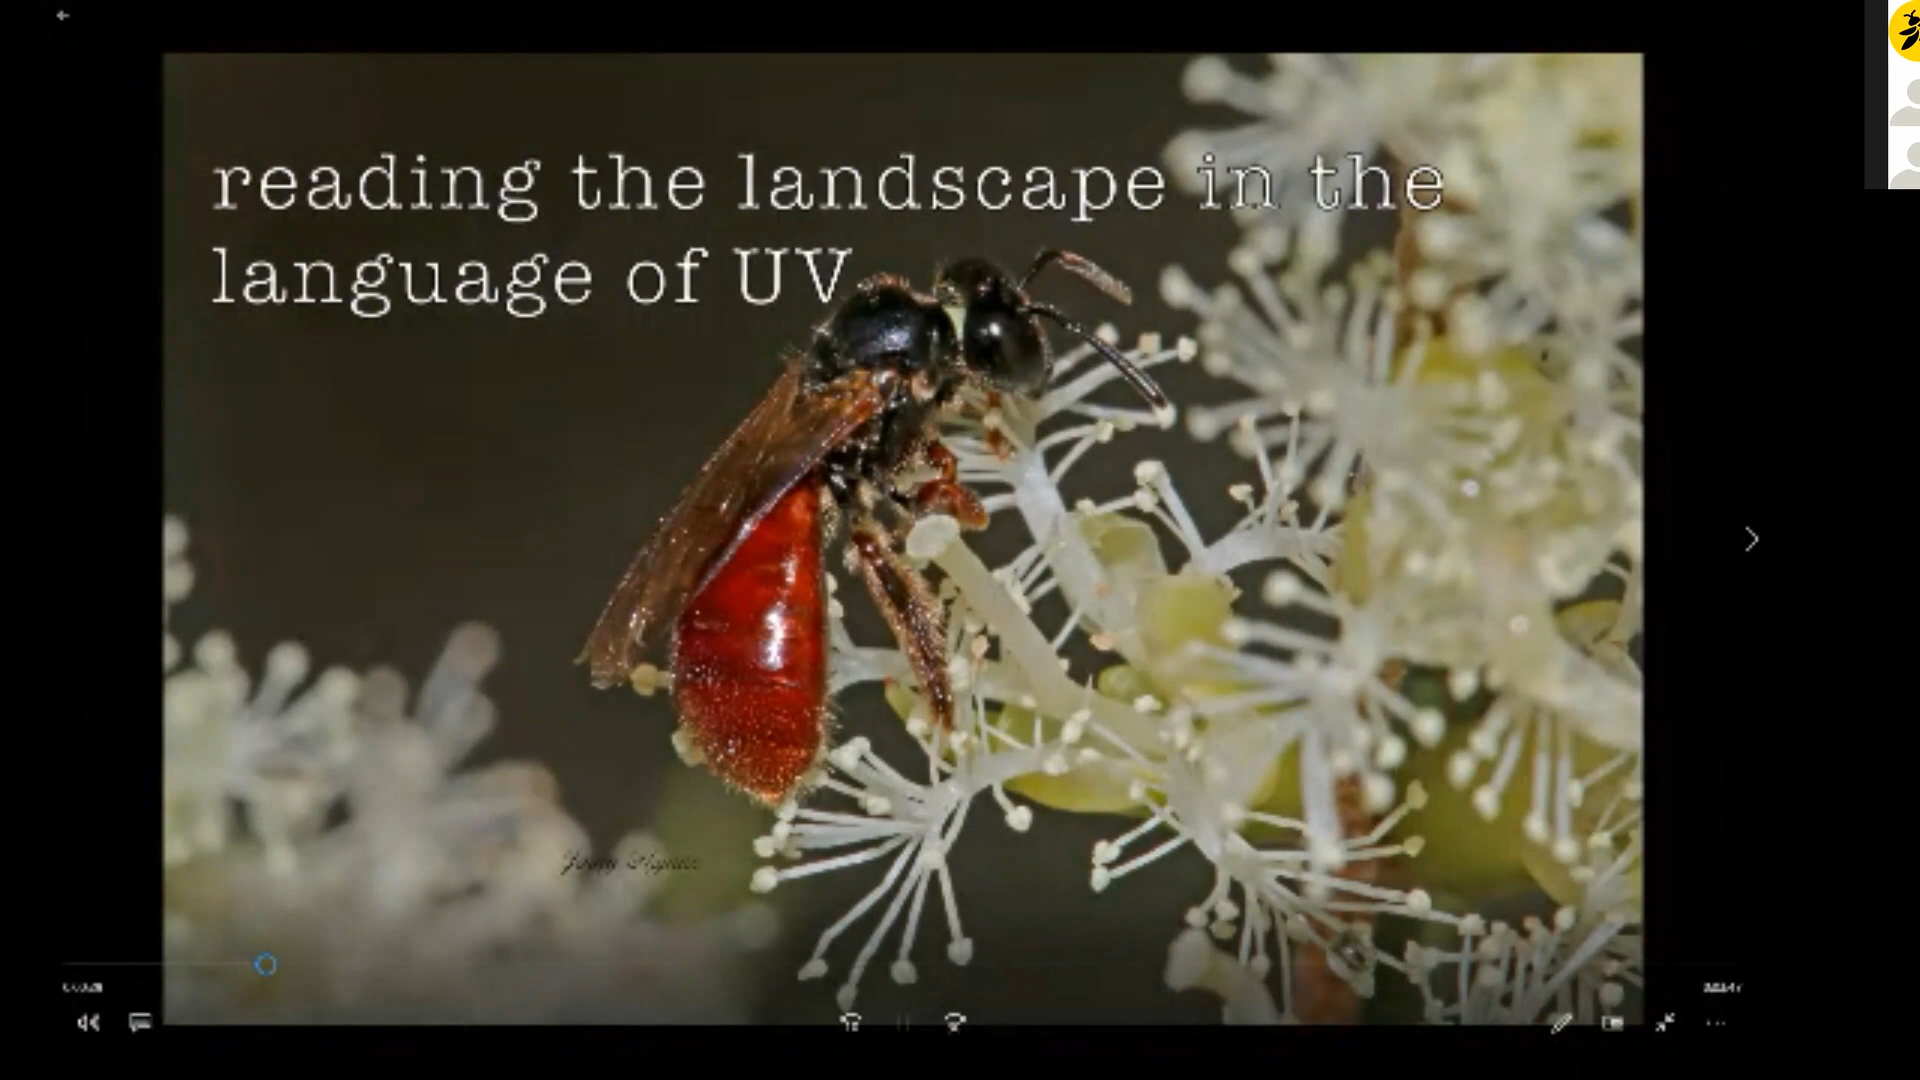 reading the landscape in the
language of UV